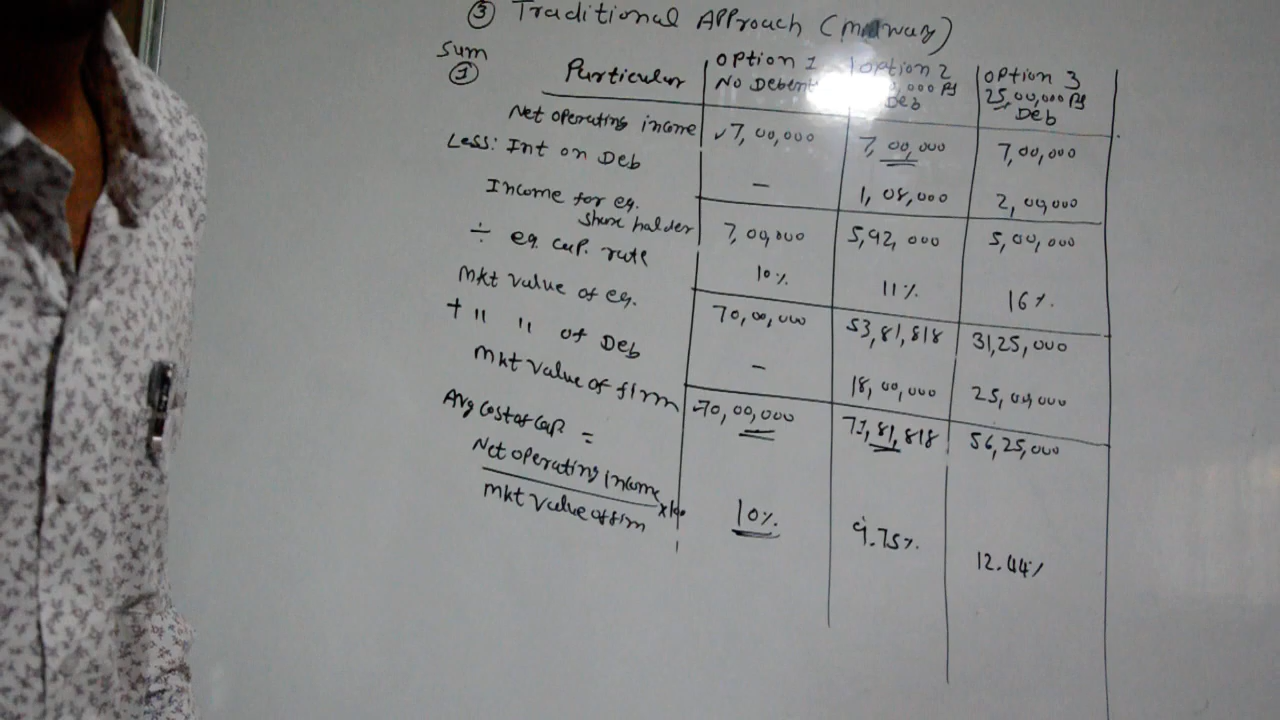 ③ Traditional Approach (midway)
Sum
① Particular Option 1 Option 2 Option 3
No Debent ,000 Rs 25,00,000 Rs
Deb Deb
Net operating income 7,00,000 7,00,000 7,00,000
Less: Int on Deb — 1,08,000 2,00,000
Income for eq.
share holder 7,00,000 5,92,000 5,00,000
÷ eq. cap. rate 10% 11% 16%
Mkt value of eq. 70,00,000 53,81,818 31,25,000
+ " " of Deb — 18,00,000 25,00,000
Mkt value of firm 70,00,000 71,81,818 56,25,000
Avg cost of cap. =
Net operating income
Mkt value of firm ×100 10% 9.75% 12.44%